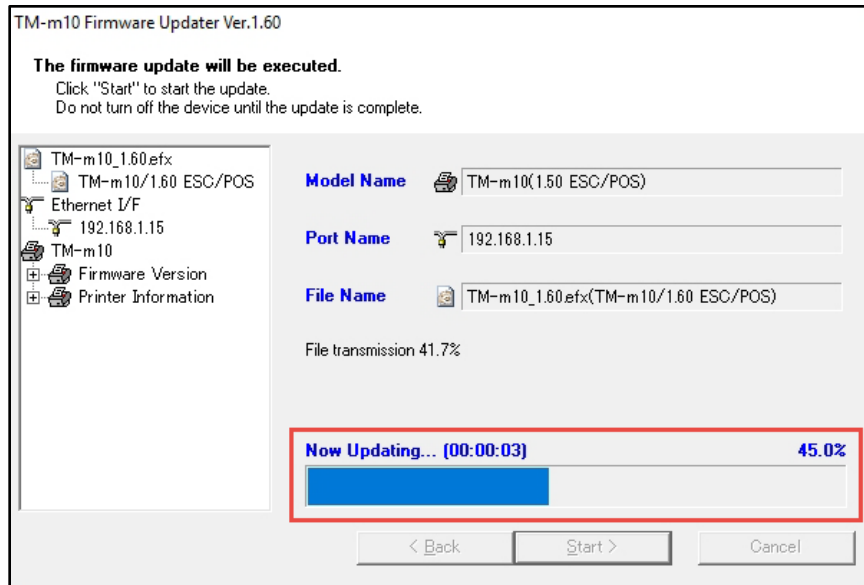 TM-m10 Firmware Updater Ver.1.60
The firmware update will be executed.
Click "Start" to start the update.
Do not turn off the device until the update is complete.
TM-m10_1.60.efx
TM-m10/1.60 ESC/POS
Ethernet I/F
192.168.1.15
TM-m10
Firmware Version
Printer Information
Model Name TM-m10(1.50 ESC/POS)
Port Name 192.168.1.15
File Name TM-m10_1.60.efx(TM-m10/1.60 ESC/POS)
File transmission 41.7%
Now Updating... (00:00:03) 45.0%
< Back Start > Cancel